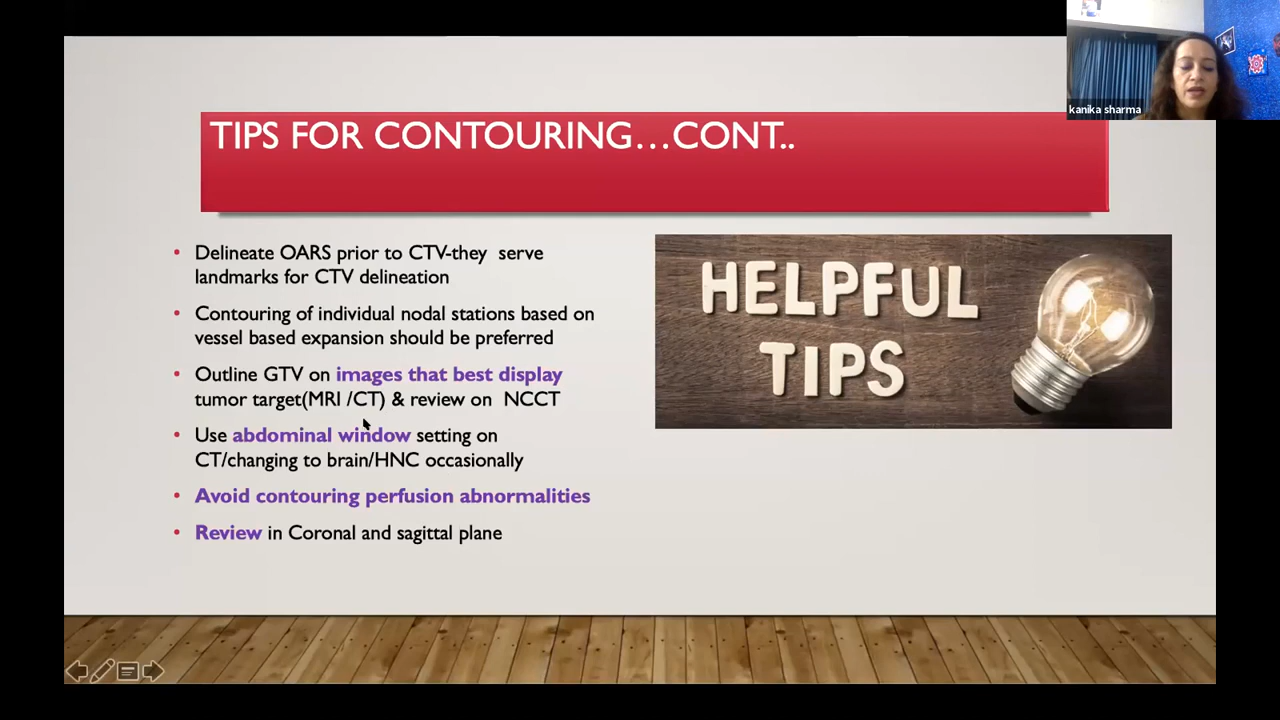 kanika sharma
TIPS FOR CONTOURING...CONT..
• Delineate OARS prior to CTV-they serve
landmarks for CTV delineation
• Contouring of individual nodal stations based on
vessel based expansion should be preferred
• Outline GTV on images that best display
tumor target(MRI /CT) & review on NCCT
• Use abdominal window setting on
CT/changing to brain/HNC occasionally
• Avoid contouring perfusion abnormalities
• Review in Coronal and sagittal plane
HELPFUL
TIPS